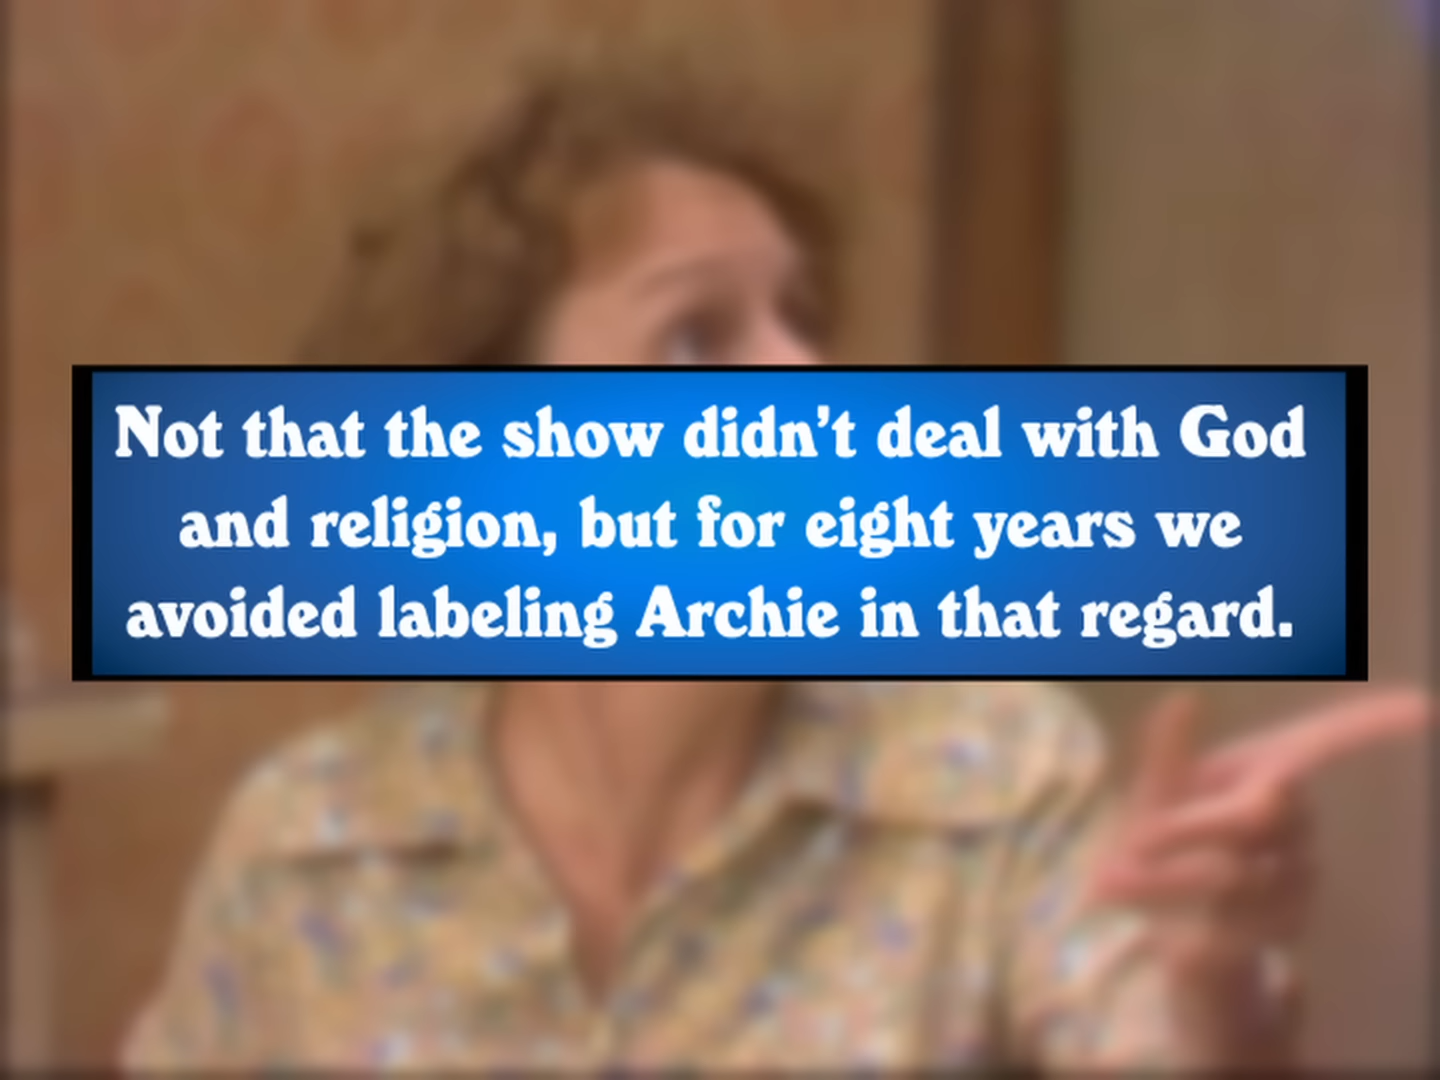 Not that the show didn’t deal with God
and religion, but for eight years we
avoided labeling Archie in that regard.